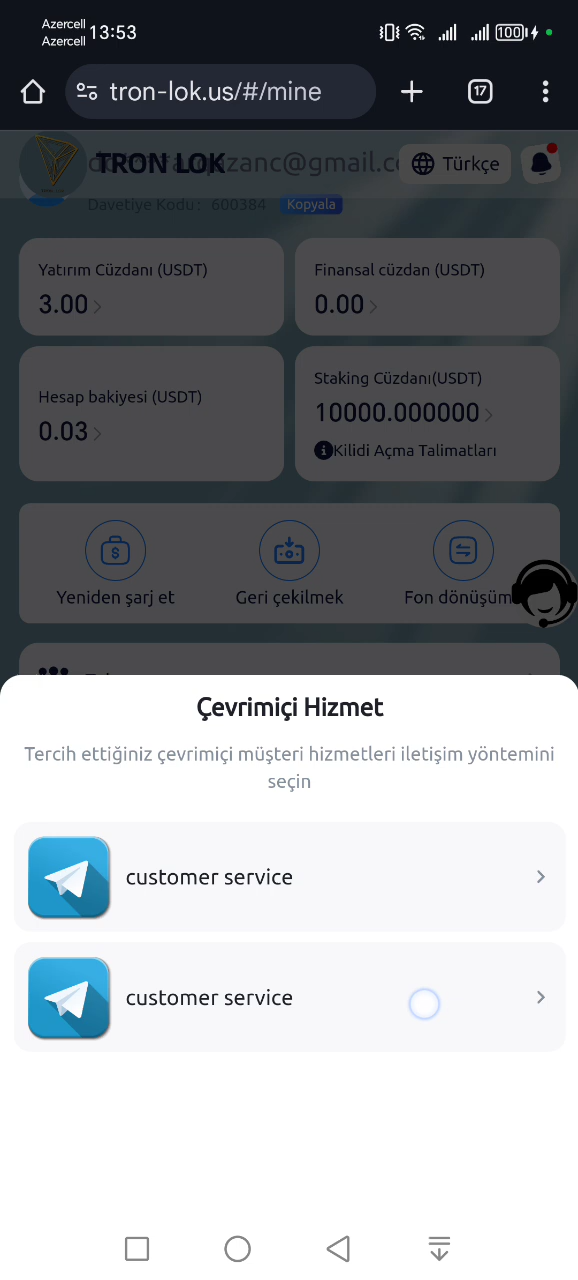 Azercell
Azercell
13:53
100
tron-lok.us/#/mine
17
TRON LOK
Türkçe
Davetiye Kodu: 600384
Kopyala
Yatırım Cüzdanı (USDT)
3.00
Finansal cüzdan (USDT)
0.00
Hesap bakiyesi (USDT)
0.03
Staking Cüzdanı(USDT)
10000.000000
Kilidi Açma Talimatları
Yeniden şarj et
Geri çekilmek
Fon dönüşüm
Çevrimiçi Hizmet
Tercih ettiğiniz çevrimiçi müşteri hizmetleri iletişim yöntemini
seçin
customer service
customer service